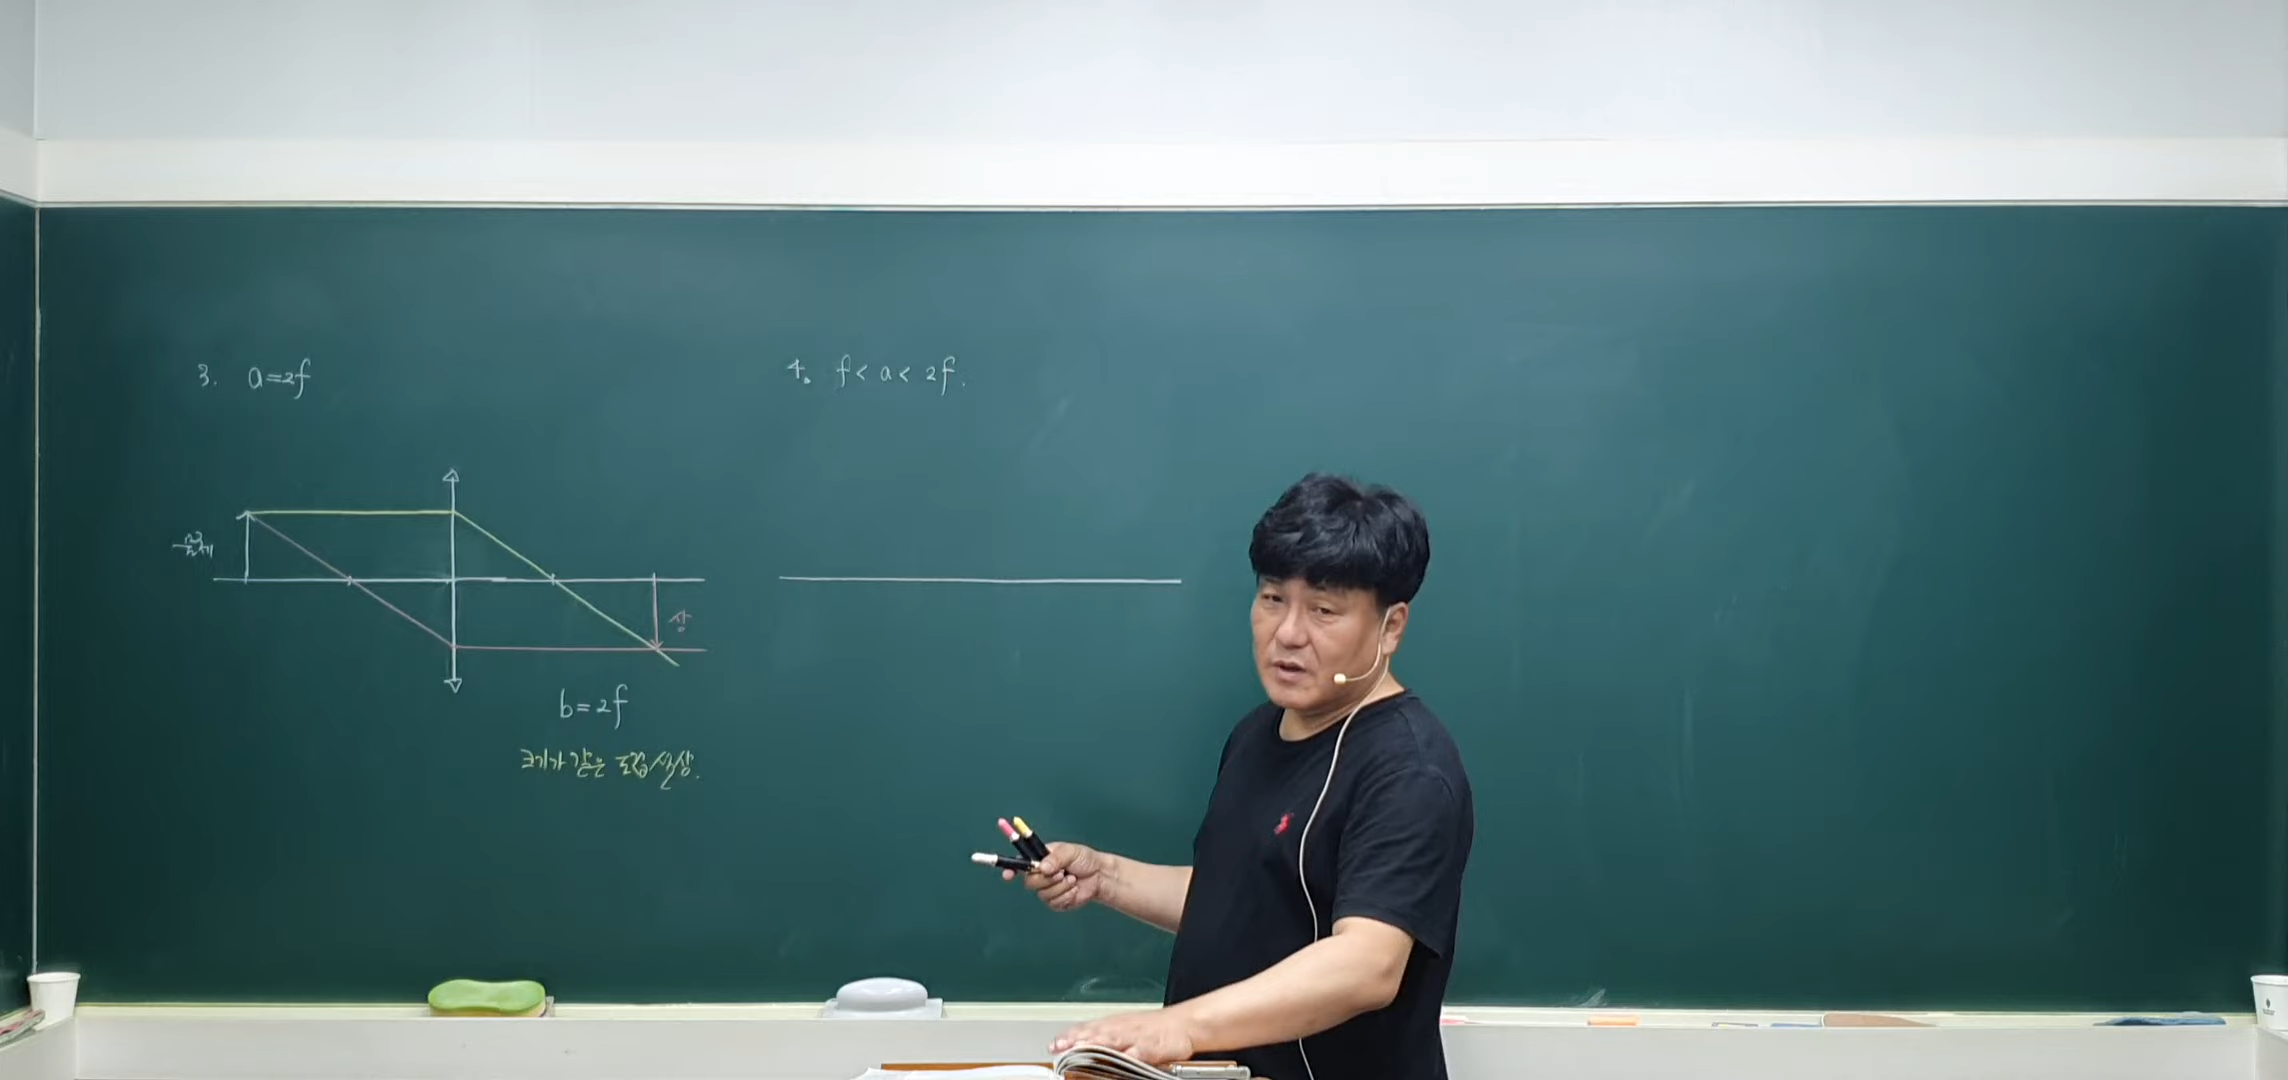 3. a=2f
4. f< a< 2f.
물체
상
b=2f
크기가 같은 도립실상.